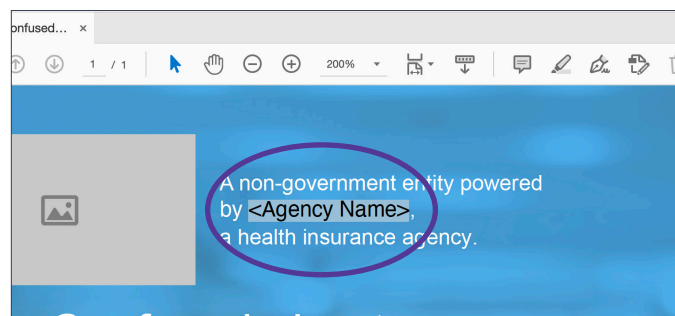 onfused... ×
1 / 1 200%
A non-government entity powered
by <Agency Name>,
a health insurance agency.